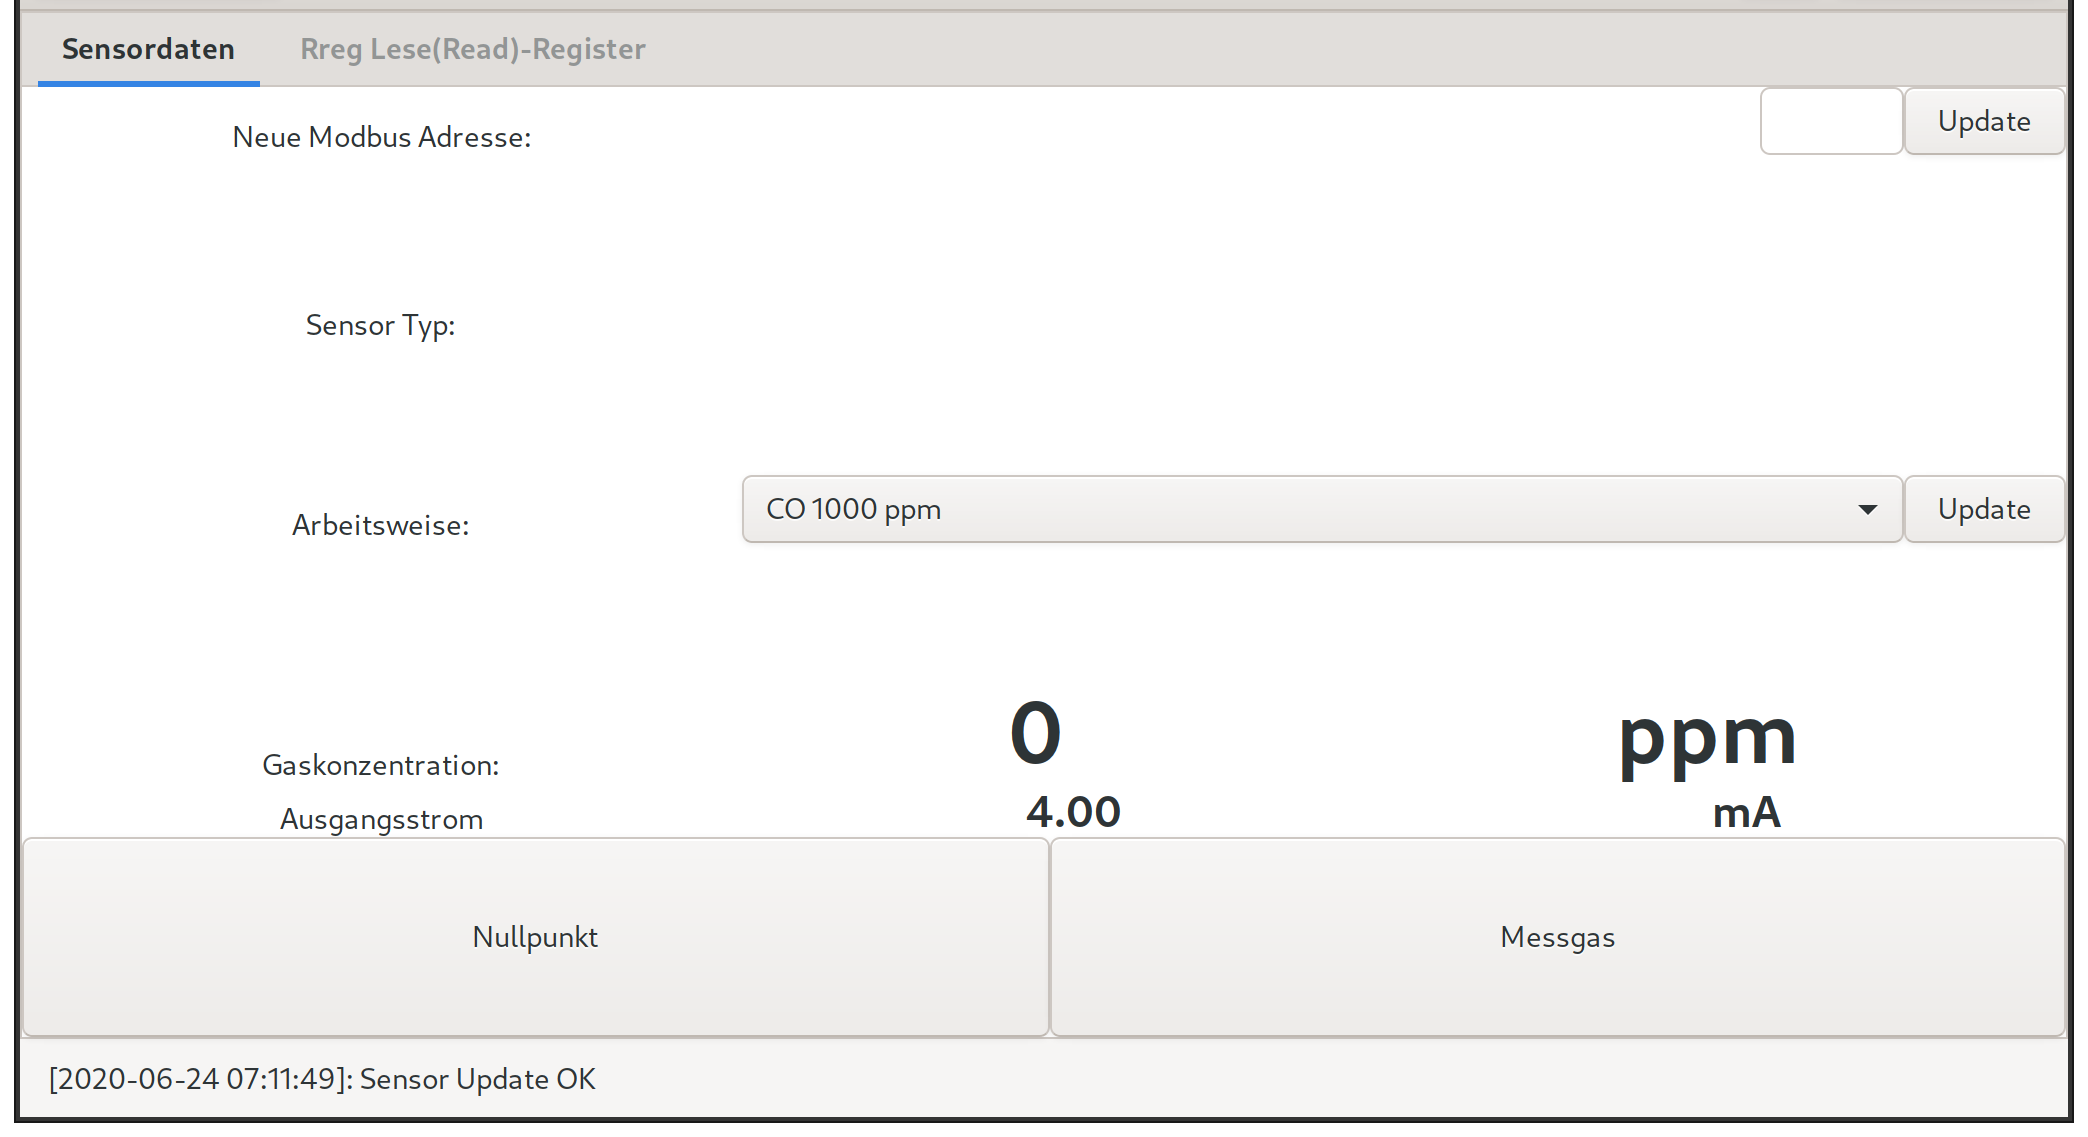 Sensordaten Rreg Lese(Read)-Register
Neue Modbus Adresse: Update
Sensor Typ:
Arbeitsweise: CO 1000 ppm Update
Gaskonzentration: 0 ppm
Ausgangsstrom 4.00 mA
Nullpunkt Messgas
[2020-06-24 07:11:49]: Sensor Update OK